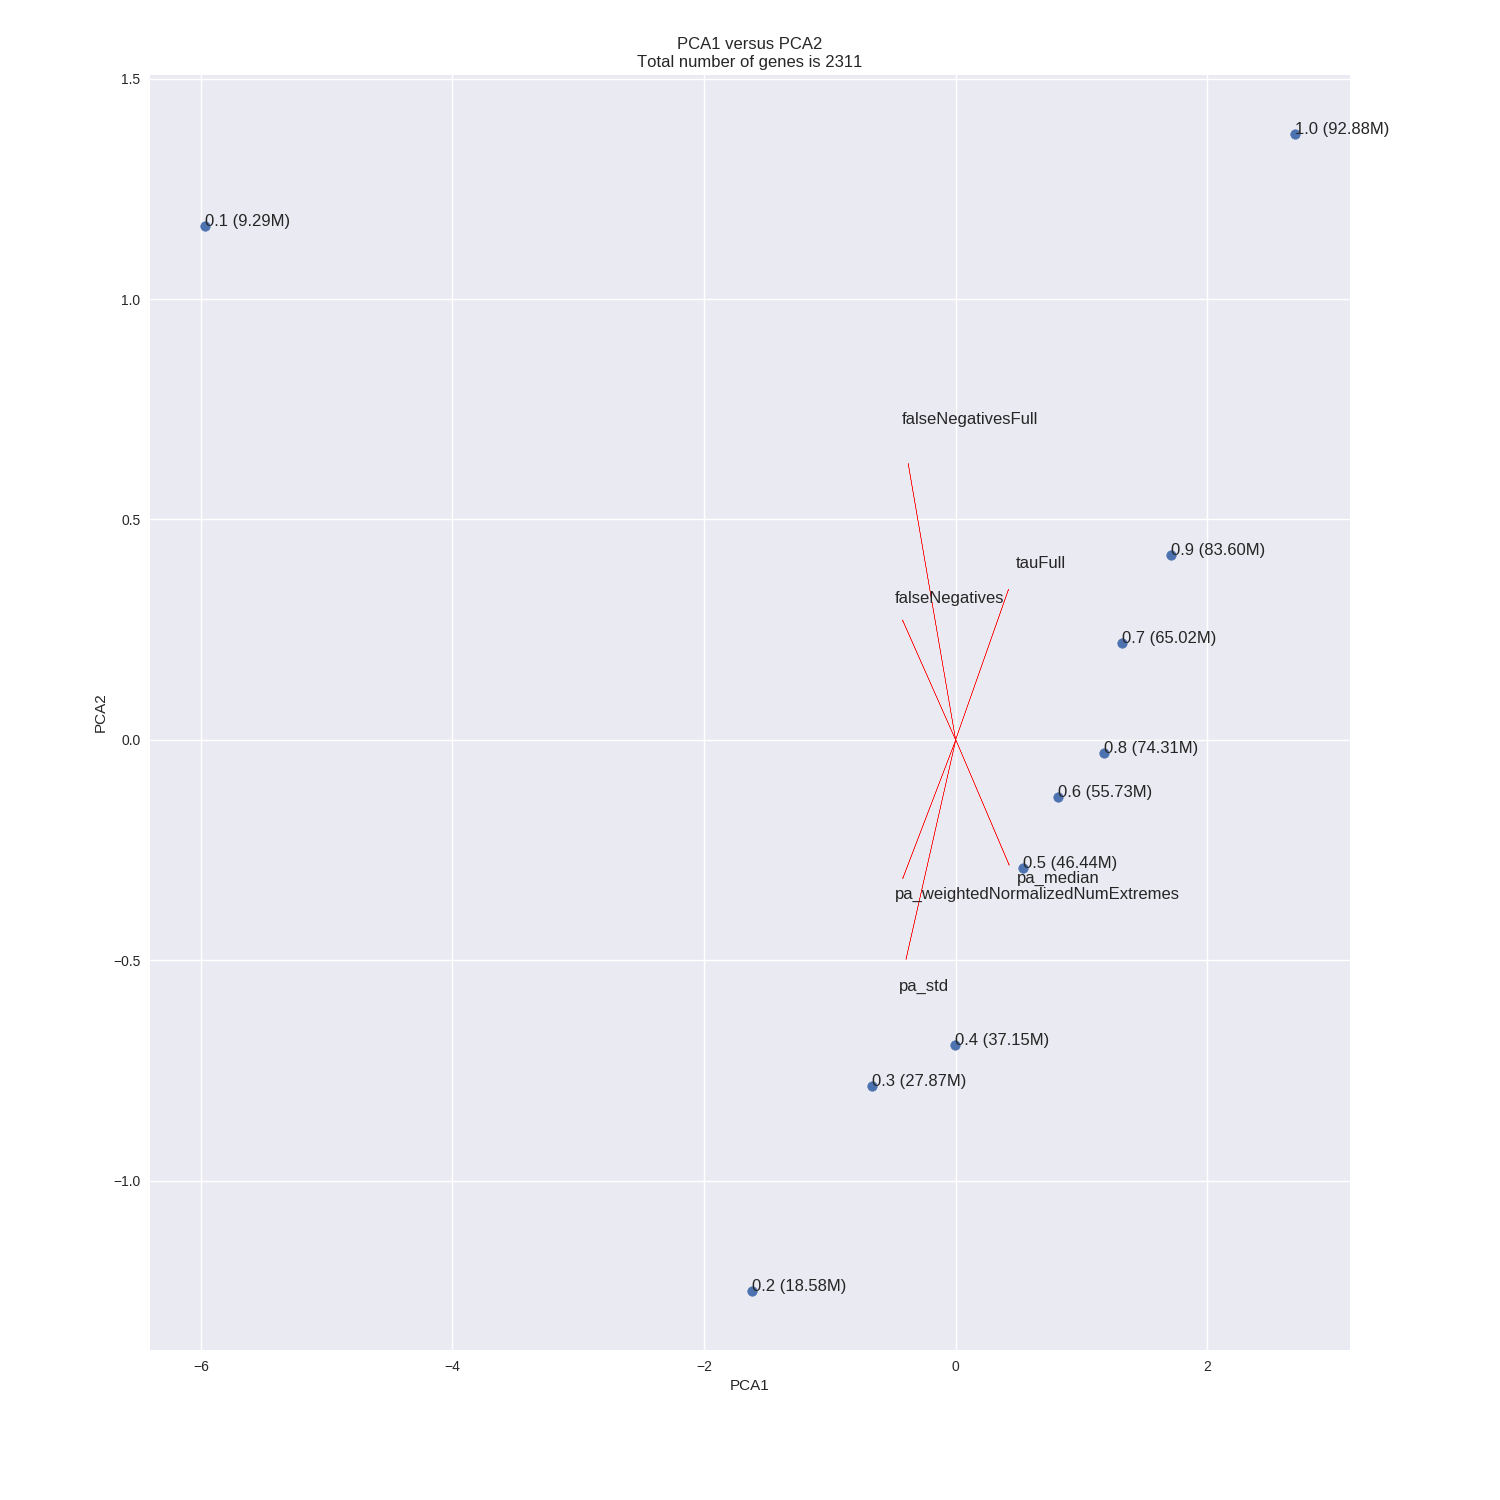 PCA1 versus PCA2
Total number of genes is 2311
1.5
1.0 (92.88M)
0.1 (9.29M)
1.0
falseNegativesFull
0.5
0.9 (83.60M)
tauFull
falseNegatives
0.7 (65.02M)
PCA2
0.0
0.8 (74.31M)
0.6 (55.73M)
0.5 (46.44M)
pa_median
pa_weightedNormalizedNumExtremes
−0.5
pa_std
0.4 (37.15M)
0.3 (27.87M)
−1.0
0.2 (18.58M)
−6 −4 −2 0 2
PCA1